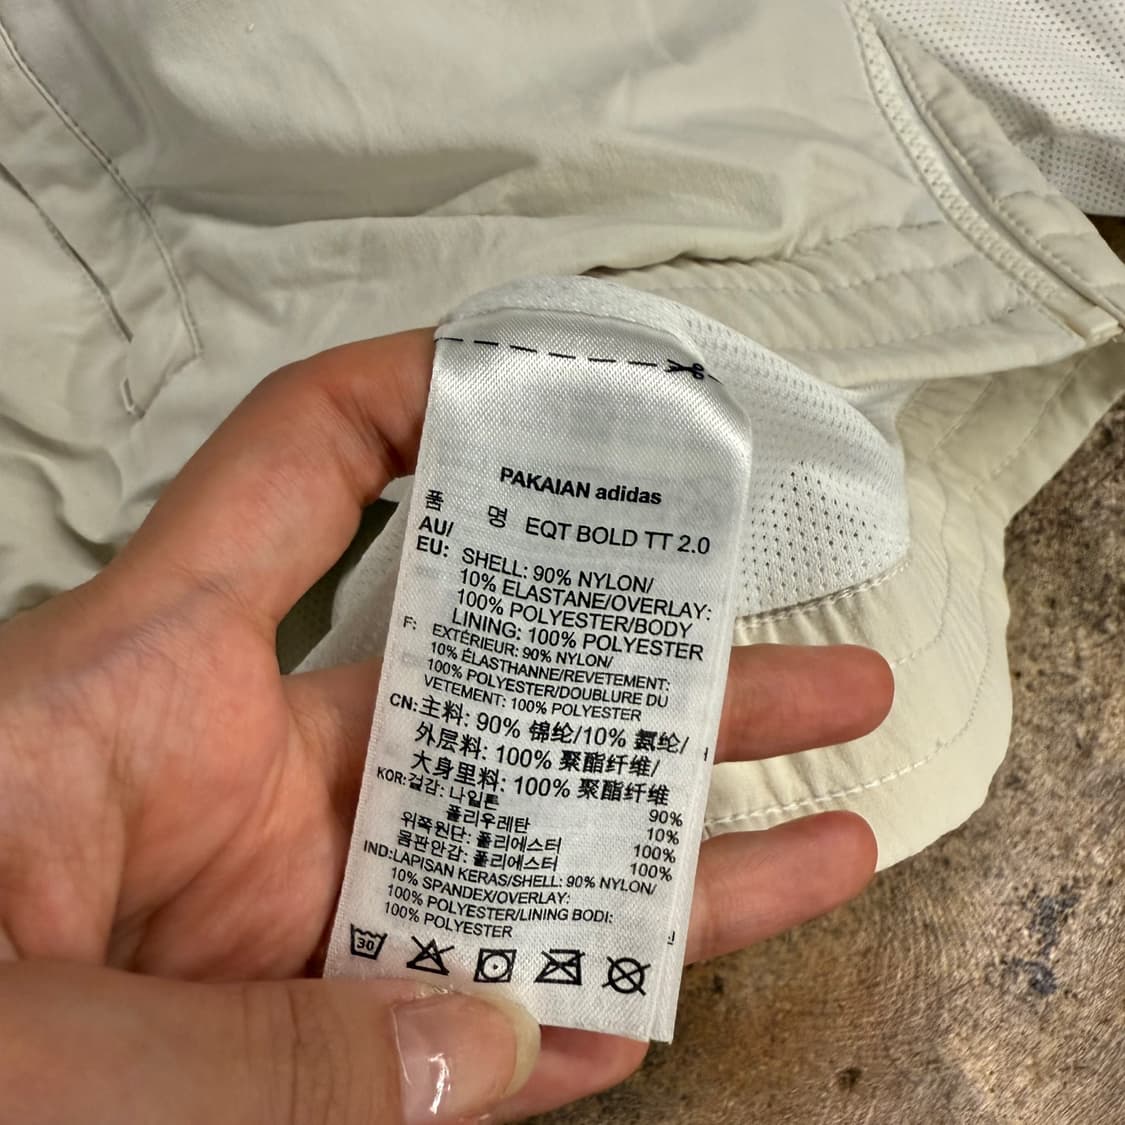 PAKAIAN adidas
품 명 EQT BOLD TT 2.0
AU/
EU: SHELL: 90% NYLON/
10% ELASTANE/OVERLAY:
100% POLYESTER/BODY
LINING: 100% POLYESTER
F: EXTÉRIEUR: 90% NYLON/
10% ÉLASTHANNE/REVETEMENT:
100% POLYESTER/DOUBLURE DU
VETEMENT: 100% POLYESTER
CN:主料: 90% 锦纶/10% 氨纶/
外层料: 100% 聚酯纤维/
大身里料: 100% 聚酯纤维
KOR:겉감: 나일론 90%
폴리우레탄 10%
위쪽원단: 폴리에스터 100%
몸판안감: 폴리에스터 100%
IND:LAPISAN KERAS/SHELL: 90% NYLON/
10% SPANDEX/OVERLAY:
100% POLYESTER/LINING BODI:
100% POLYESTER
30